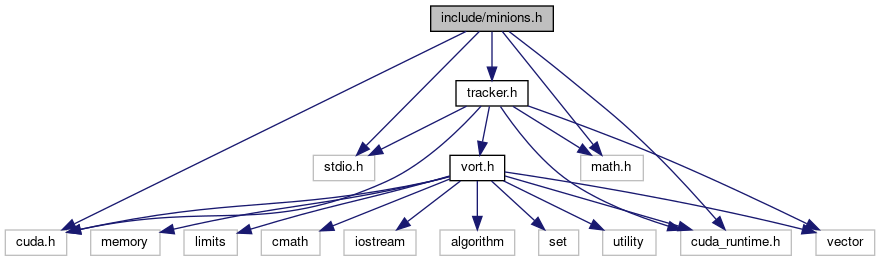 include/minions.h
tracker.h
stdio.h
vort.h
math.h
cuda.h
memory
limits
cmath
iostream
algorithm
set
utility
cuda_runtime.h
vector